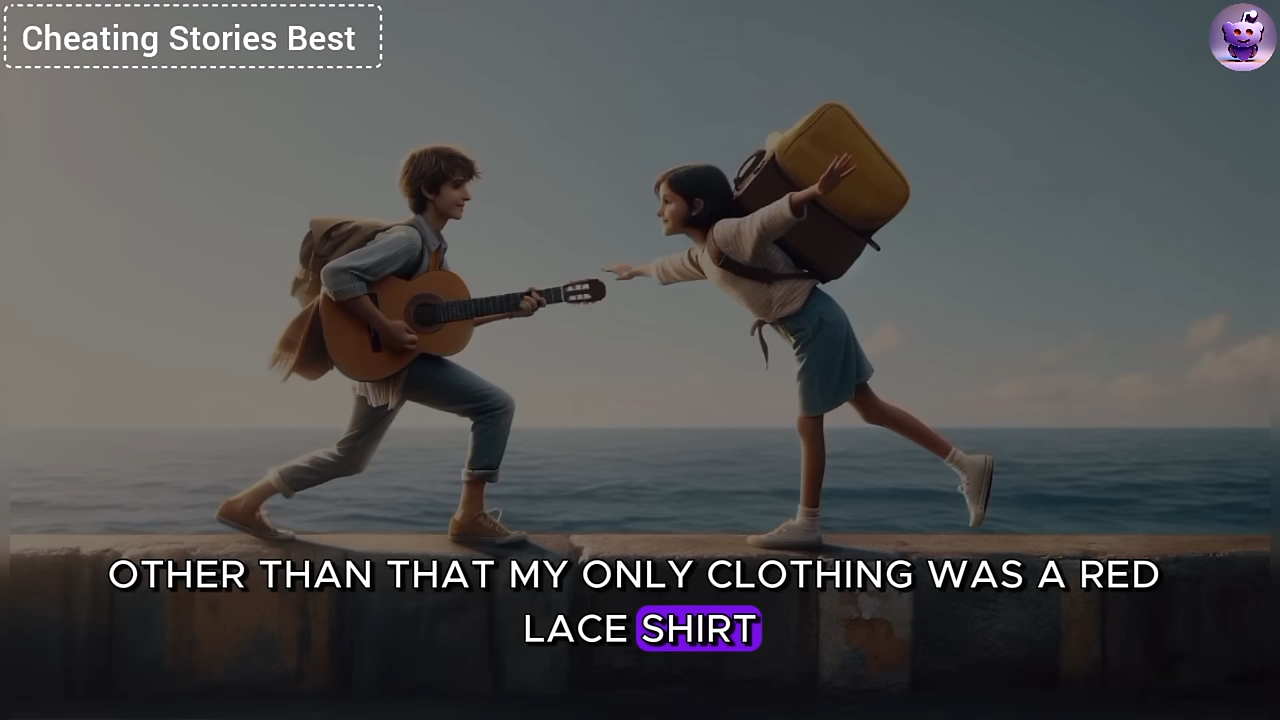 Cheating Stories Best
OTHER THAN THAT MY ONLY CLOTHING WAS A RED
LACE SHIRT